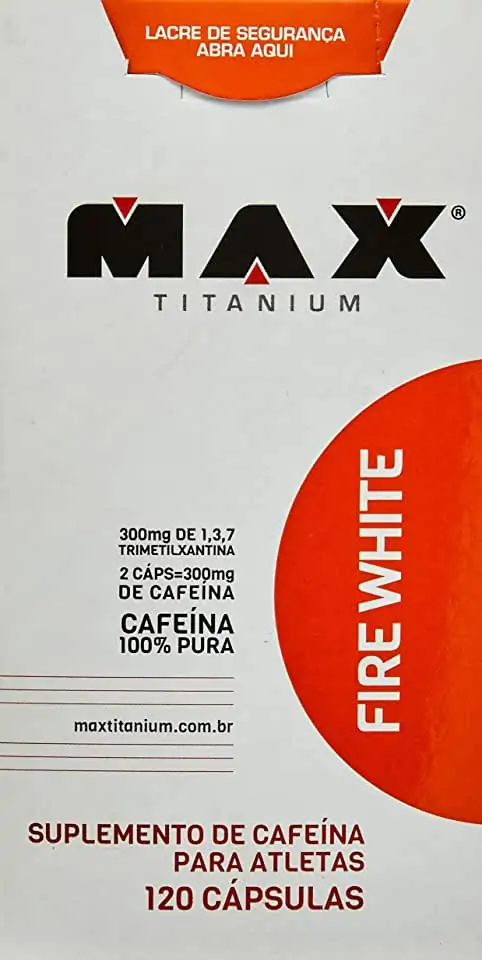 LACRE DE SEGURANÇA
ABRA AQUI
MAX®
TITANIUM
FIRE WHITE
300mg DE 1,3,7
TRIMETILXANTINA
2 CÁPS=300mg
DE CAFEÍNA
CAFEÍNA
100% PURA
maxtitanium.com.br
SUPLEMENTO DE CAFEÍNA
PARA ATLETAS
120 CÁPSULAS